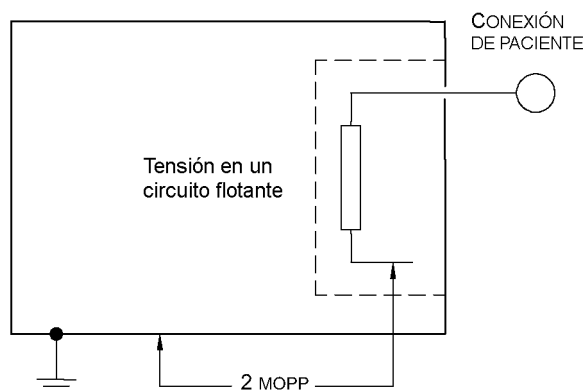 CONEXIÓN
DE PACIENTE
Tensión en un
circuito flotante
2 MOPP